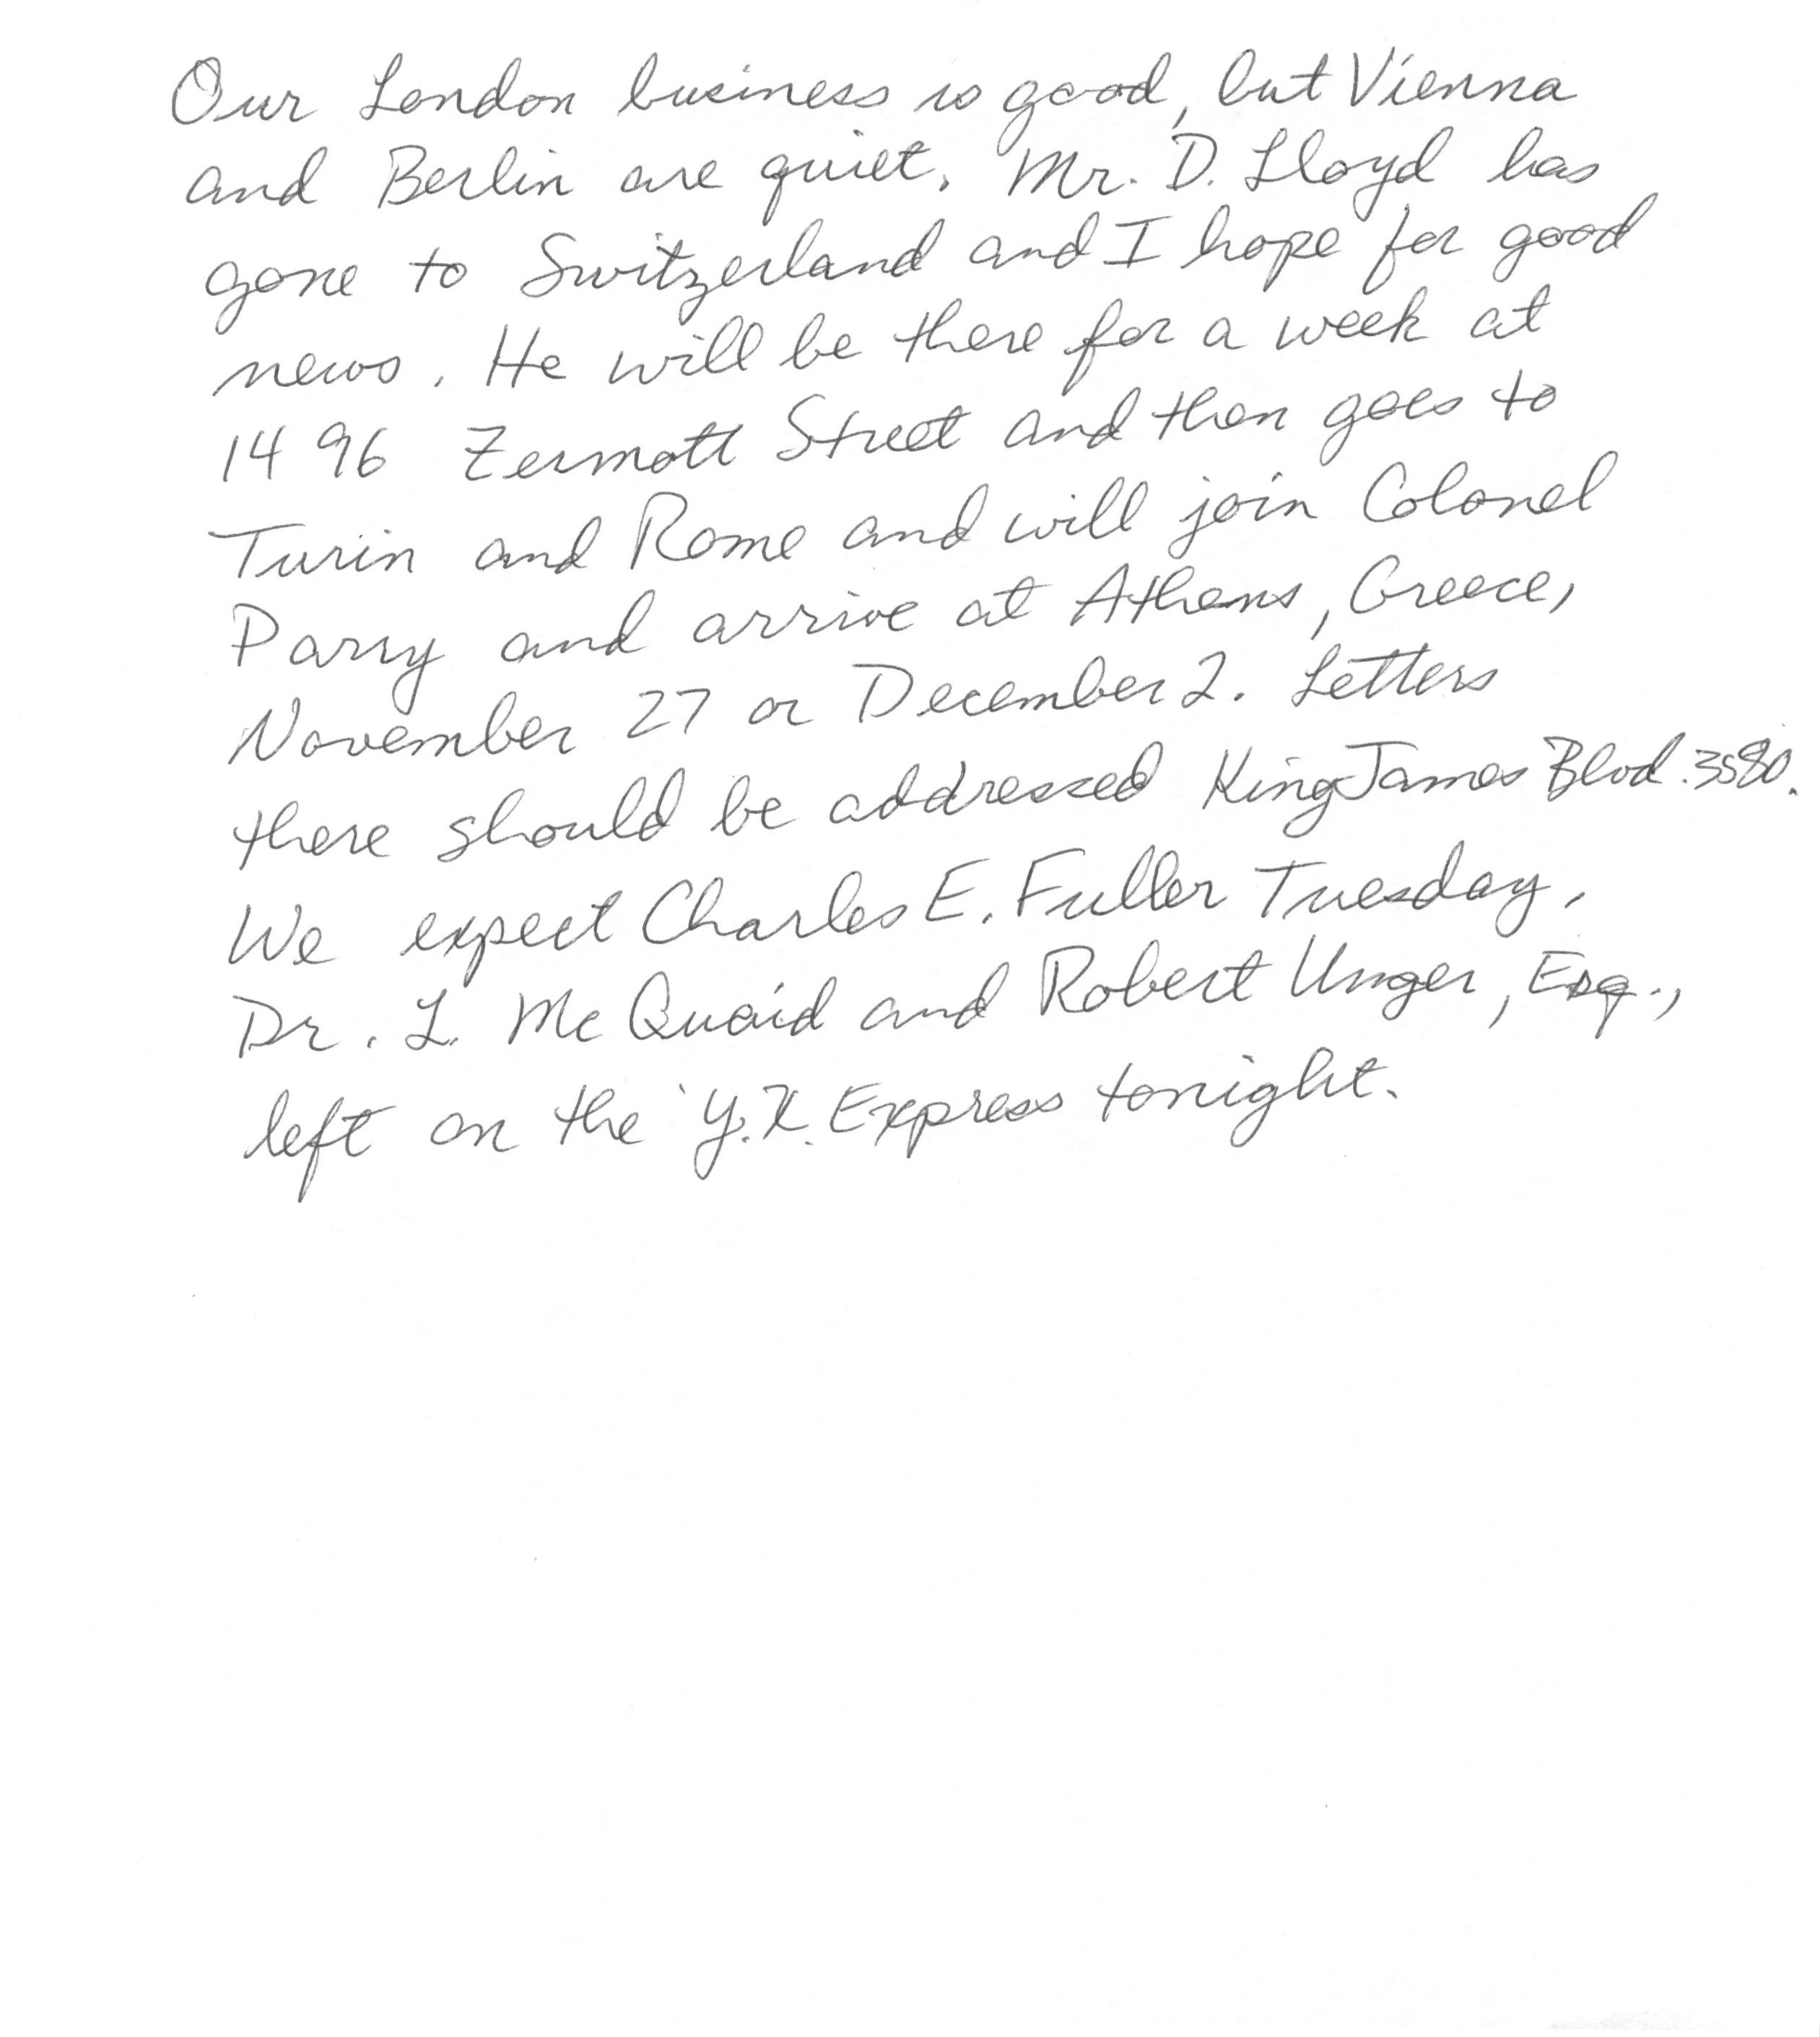 Our London business is good, but Vienna
and Berlin are quiet. Mr. D. Lloyd has
gone to Switzerland and I hope for good
news. He will be there for a week at
1496 Zermott Street and then goes to
Turin and Rome and will join Colonel
Parry and arrive at Athens, Greece,
November 27 or December 2. Letters
there should be addressed King James Blvd. 3580.
We expect Charles E. Fuller Tuesday.
Dr. L. McQuaid and Robert Unger, Esq.,
left on the Y.X. Express tonight.